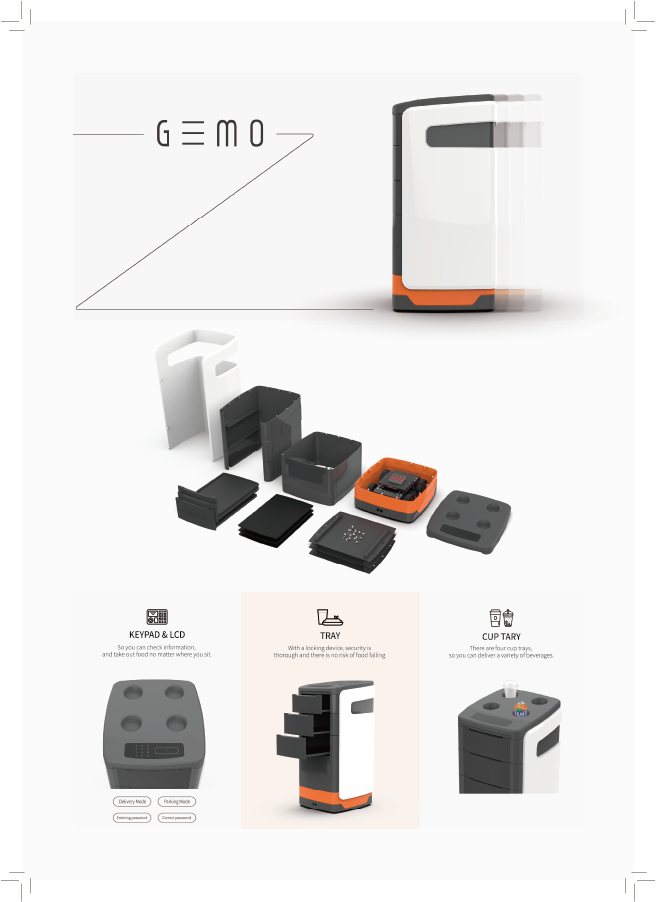 GEMO
KEYPAD & LCD
So you can check information,
and take out food no matter where you sit.
TRAY
With a locking device, security is
thorough and there is no risk of food falling.
CUP TARY
There are four cup trays,
so you can deliver a variety of beverages.
Delivery Mode
Parking Mode
Entering password
Correct password